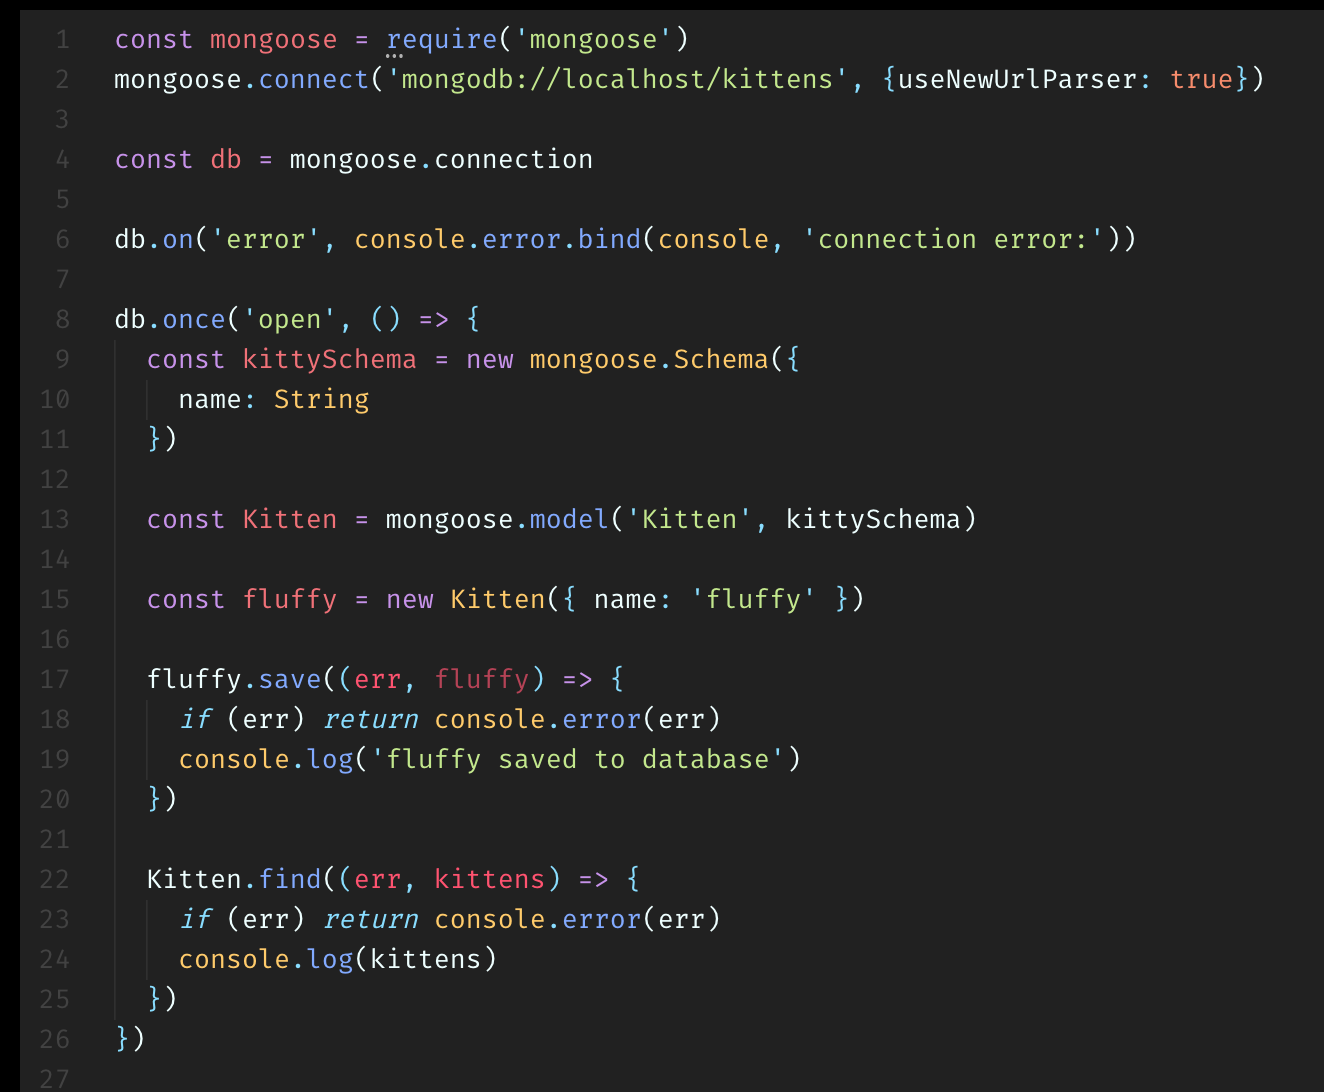 1 const mongoose = require('mongoose')
2 mongoose.connect('mongodb://localhost/kittens', {useNewUrlParser: true})
3
4 const db = mongoose.connection
5
6 db.on('error', console.error.bind(console, 'connection error:'))
7
8 db.once('open', () => {
9   const kittySchema = new mongoose.Schema({
10     name: String
11   })
12
13   const Kitten = mongoose.model('Kitten', kittySchema)
14
15   const fluffy = new Kitten({ name: 'fluffy' })
16
17   fluffy.save((err, fluffy) => {
18     if (err) return console.error(err)
19     console.log('fluffy saved to database')
20   })
21
22   Kitten.find((err, kittens) => {
23     if (err) return console.error(err)
24     console.log(kittens)
25   })
26 })
27